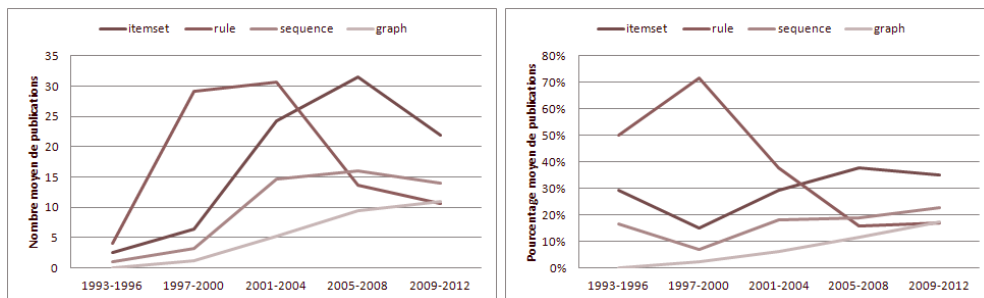 itemset rule sequence graph
Nombre moyen de publications
35
30
25
20
15
10
5
0
1993-1996 1997-2000 2001-2004 2005-2008 2009-2012
itemset rule sequence graph
Pourcentage moyen de publications
80%
70%
60%
50%
40%
30%
20%
10%
0%
1993-1996 1997-2000 2001-2004 2005-2008 2009-2012